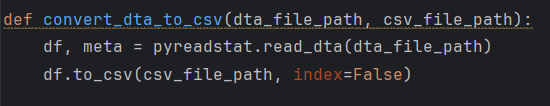 def convert_dta_to_csv(dta_file_path, csv_file_path):
    df, meta = pyreadstat.read_dta(dta_file_path)
    df.to_csv(csv_file_path, index=False)